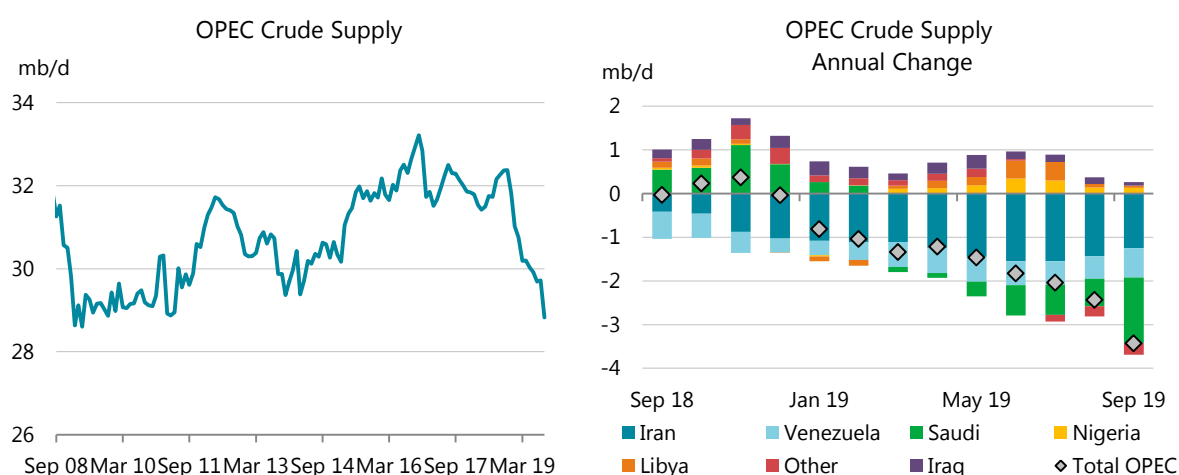 OPEC Crude Supply
mb/d
34
32
30
28
26
Sep 08 Mar 10 Sep 11 Mar 13 Sep 14 Mar 16 Sep 17 Mar 19
OPEC Crude Supply
Annual Change
mb/d
2
1
0
-1
-2
-3
-4
Sep 18 Jan 19 May 19 Sep 19
Iran Venezuela Saudi Nigeria
Libya Other Iraq Total OPEC